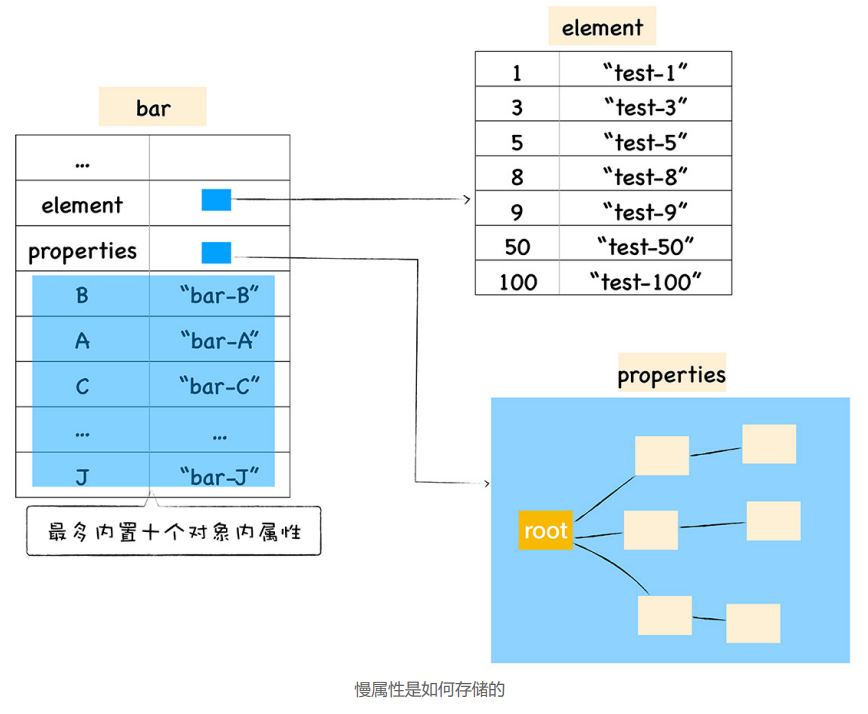 bar
...
element
properties
B "bar-B"
A "bar-A"
C "bar-C"
... ...
J "bar-J"
最多内置十个对象内属性
element
1 "test-1"
3 "test-3"
5 "test-5"
8 "test-8"
9 "test-9"
50 "test-50"
100 "test-100"
properties
root
慢属性是如何存储的